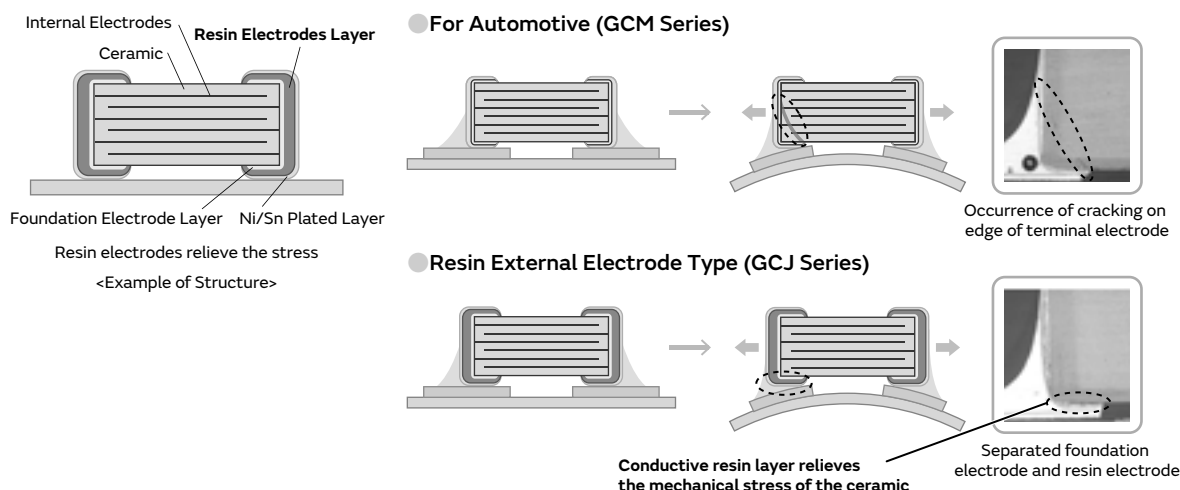 Internal Electrodes
Resin Electrodes Layer
Ceramic
Foundation Electrode Layer
Ni/Sn Plated Layer
Resin electrodes relieve the stress
<Example of Structure>
For Automotive (GCM Series)
Occurrence of cracking on
edge of terminal electrode
Resin External Electrode Type (GCJ Series)
Conductive resin layer relieves
the mechanical stress of the ceramic
Separated foundation
electrode and resin electrode